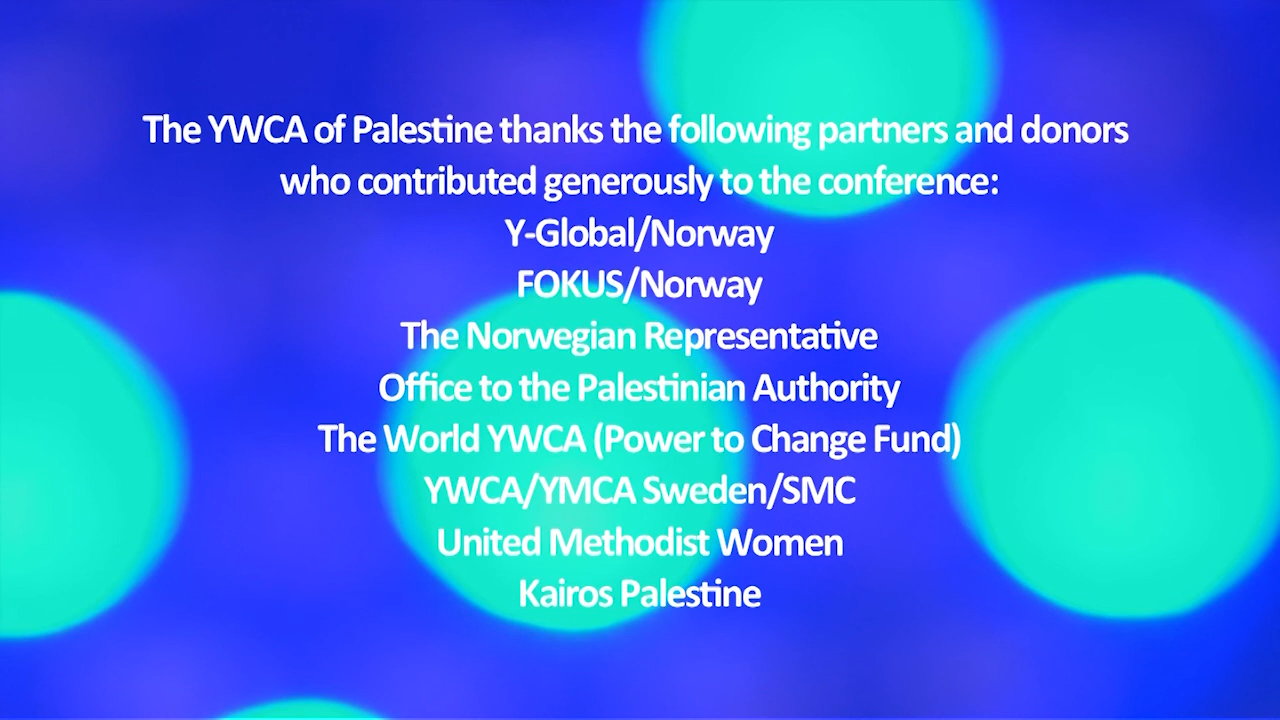 The YWCA of Palestine thanks the following partners and donors
who contributed generously to the conference:
Y-Global/Norway
FOKUS/Norway
The Norwegian Representative
Office to the Palestinian Authority
The World YWCA (Power to Change Fund)
YWCA/YMCA Sweden/SMC
United Methodist Women
Kairos Palestine